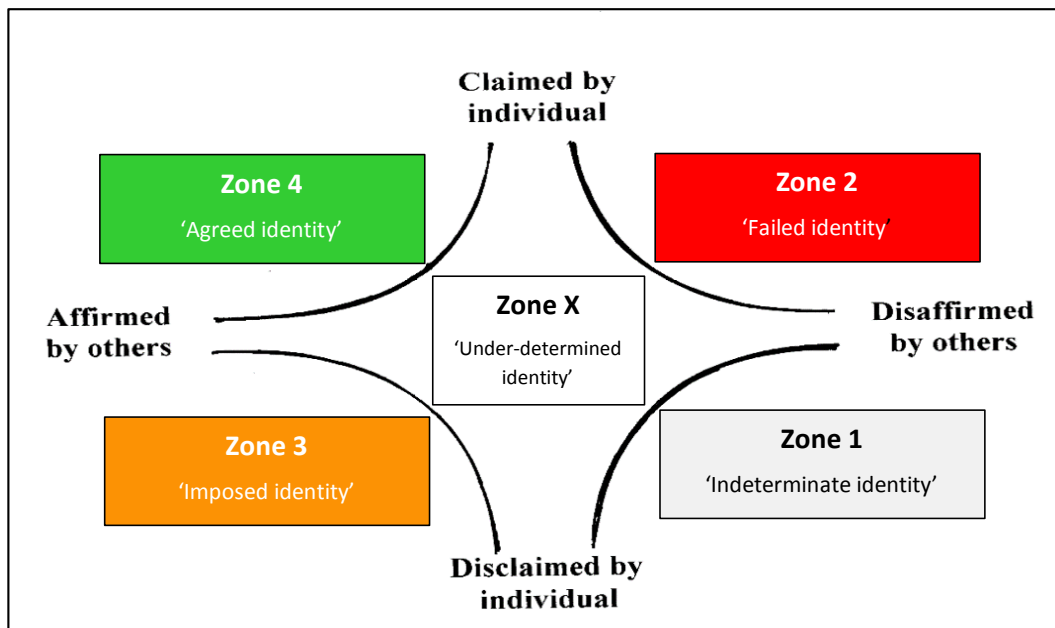 Claimed by
individual
Zone 4
‘Agreed identity’
Zone 2
‘Failed identity’
Affirmed
by others
Zone X
‘Under-determined
identity’
Disaffirmed
by others
Zone 3
‘Imposed identity’
Zone 1
‘Indeterminate identity’
Disclaimed by
individual